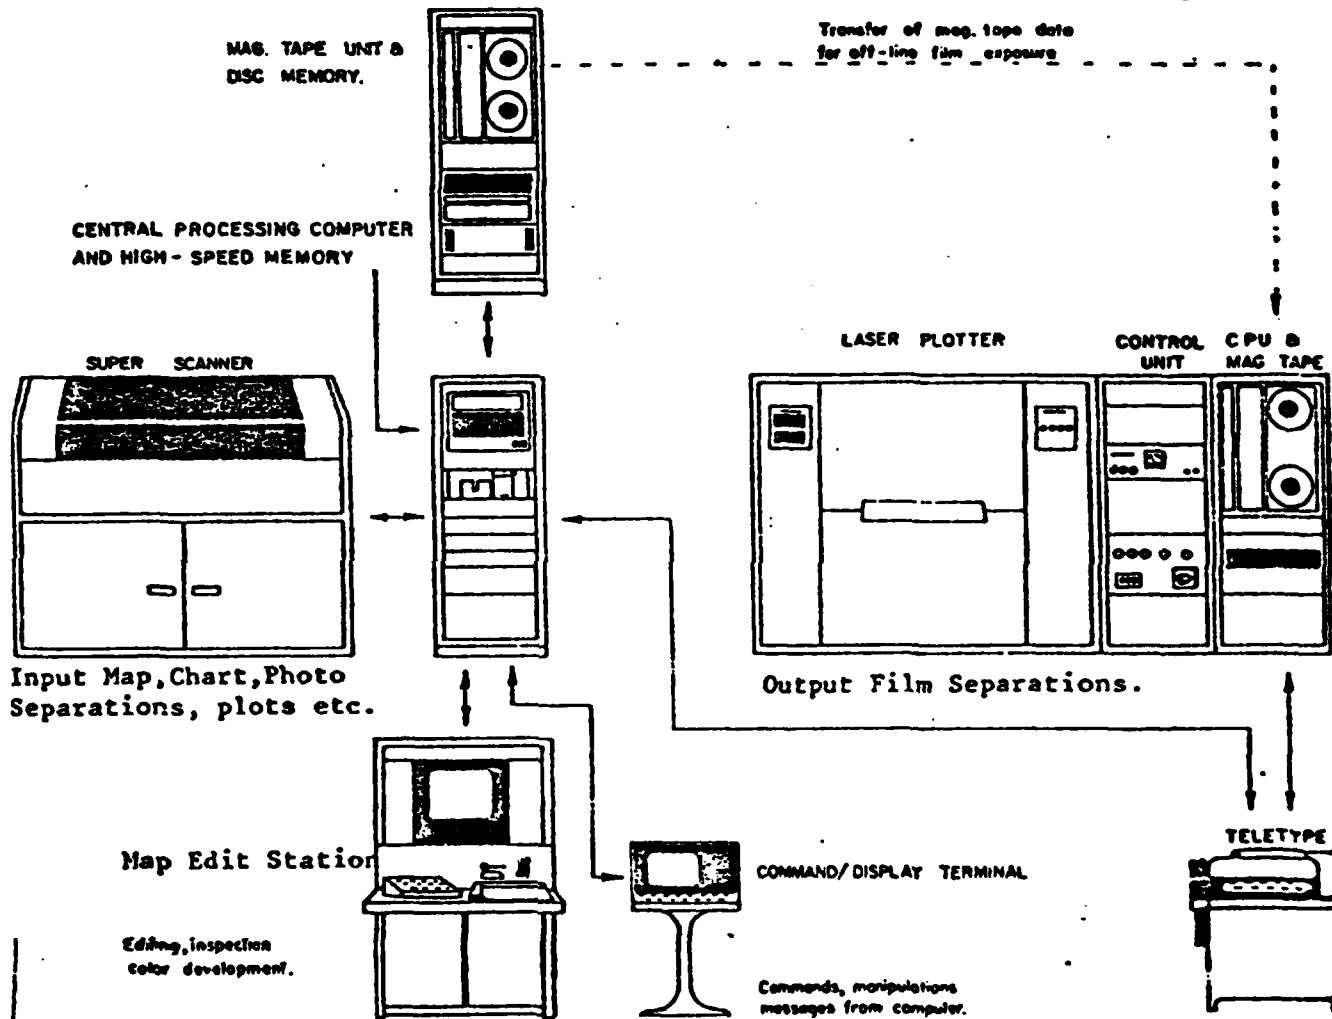 MAG. TAPE UNIT &
DISC MEMORY.
Transfer of mag. tape data
for off-line film exposure
CENTRAL PROCESSING COMPUTER
AND HIGH-SPEED MEMORY
SUPER SCANNER
LASER PLOTTER
CONTROL
UNIT
CPU &
MAG TAPE
Input Map,Chart,Photo
Separations, plots etc.
Output Film Separations.
Map Edit Station
Editing, inspection
color development.
COMMAND/DISPLAY TERMINAL
Commands, manipulations
messages from computer.
TELETYPE